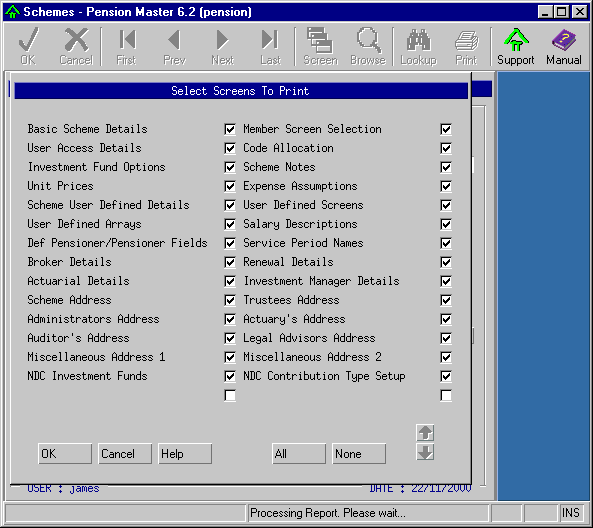 Schemes - Pension Master 6.2 (pension)
OK Cancel First Prev Next Last Screen Browse Lookup Print Support Manual
Select Screens To Print
Basic Scheme Details Member Screen Selection
User Access Details Code Allocation
Investment Fund Options Scheme Notes
Unit Prices Expense Assumptions
Scheme User Defined Details User Defined Screens
User Defined Arrays Salary Descriptions
Def Pensioner/Pensioner Fields Service Period Names
Broker Details Renewal Details
Actuarial Details Investment Manager Details
Scheme Address Trustees Address
Administrators Address Actuary's Address
Auditor's Address Legal Advisors Address
Miscellaneous Address 1 Miscellaneous Address 2
NDC Investment Funds NDC Contribution Type Setup
OK Cancel Help All None
USER : james DATE : 22/11/2000
Processing Report. Please wait... INS